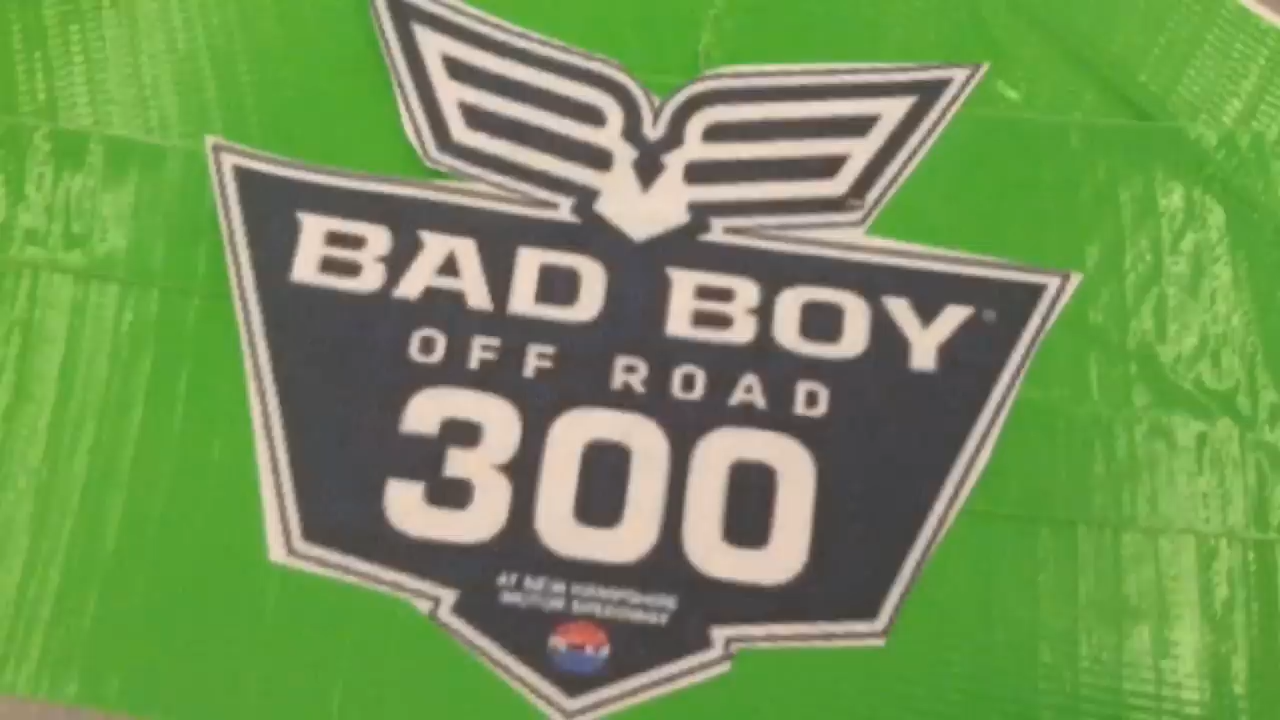 BAD BOY
OFF ROAD
300
AT NEW HAMPSHIRE
MOTOR SPEEDWAY